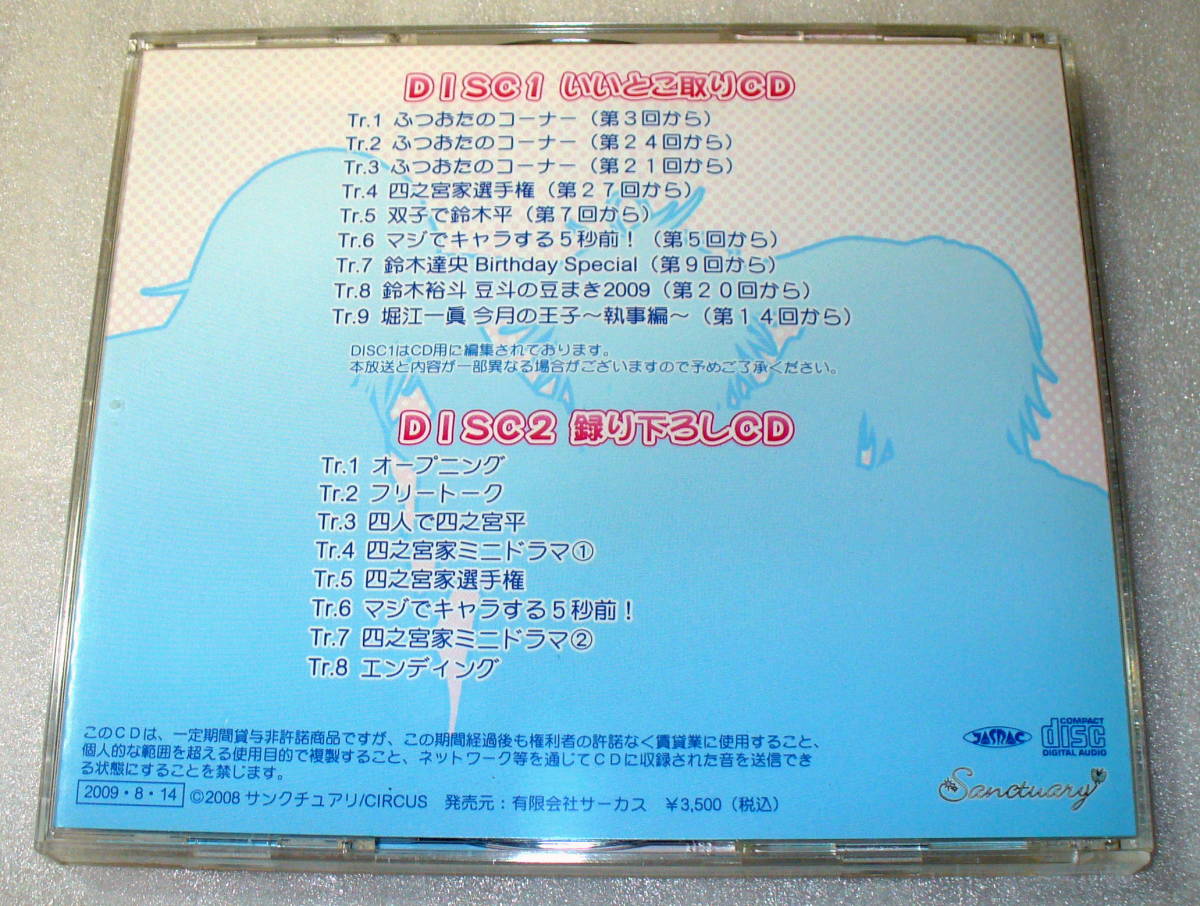 DISC1 いいとこ取りCD
Tr.1 ふつおたのコーナー（第３回から）
Tr.2 ふつおたのコーナー（第２４回から）
Tr.3 ふつおたのコーナー（第２１回から）
Tr.4 四之宮家選手権（第２７回から）
Tr.5 双子で鈴木平（第７回から）
Tr.6 マジでキャラする５秒前！（第５回から）
Tr.7 鈴木達央 Birthday Special（第９回から）
Tr.8 鈴木裕斗 豆斗の豆まき2009（第２０回から）
Tr.9 堀江一眞 今月の王子～執事編～（第１４回から）
DISC1はCD用に編集されております。
本放送と内容が一部異なる場合がございますので予めご了承ください。
DISC2 録り下ろしCD
Tr.1 オープニング
Tr.2 フリートーク
Tr.3 四人で四之宮平
Tr.4 四之宮家ミニドラマ①
Tr.5 四之宮家選手権
Tr.6 マジでキャラする５秒前！
Tr.7 四之宮家ミニドラマ②
Tr.8 エンディング
このＣＤは、一定期間貸与非許諾商品ですが、この期間経過後も権利者の許諾なく賃貸業に使用すること、
個人的な範囲を超える使用目的で複製すること、ネットワーク等を通じてＣＤに収録された音を送信でき
る状態にすることを禁じます。
2009・8・14 ©2008 サンクチュアリ/CIRCUS 発売元：有限会社サーカス ￥3,500（税込）
JASRAC
COMPACT
disc
DIGITAL AUDIO
Sanctuary